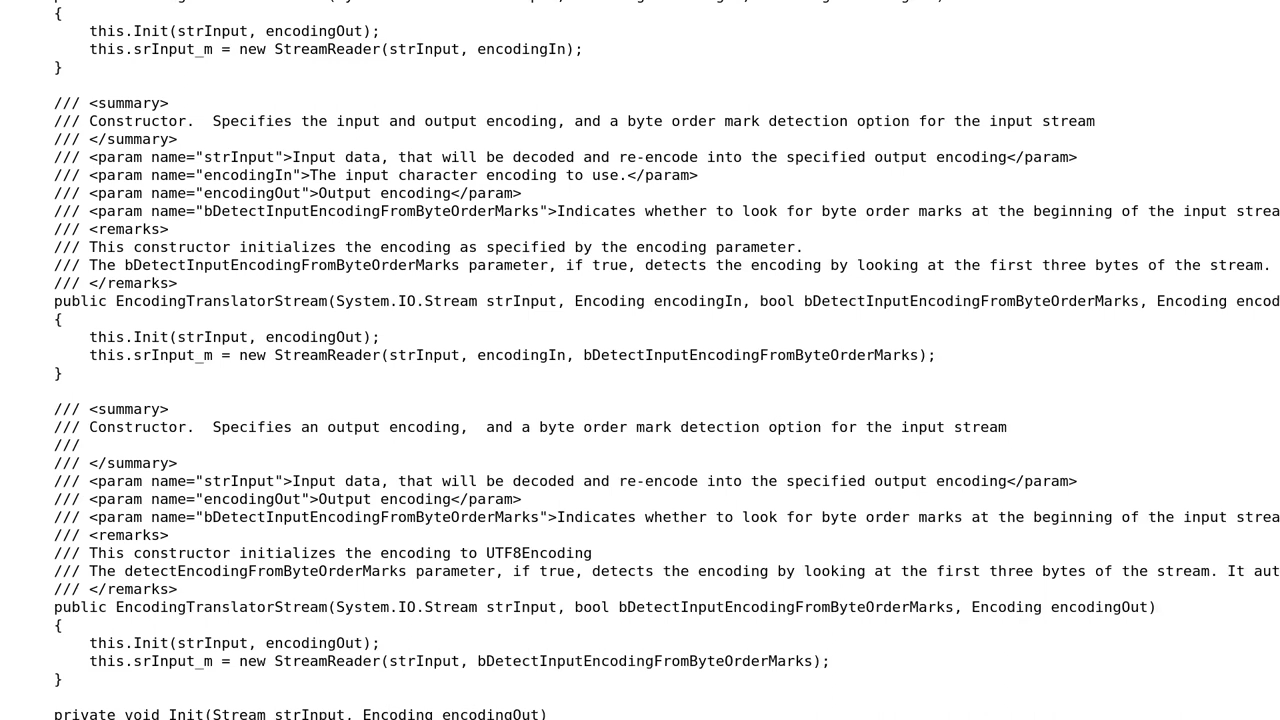 {
this.Init(strInput, encodingOut);
this.srInput_m = new StreamReader(strInput, encodingIn);
}
/// <summary>
/// Constructor.  Specifies the input and output encoding, and a byte order mark detection option for the input stream
/// </summary>
/// <param name="strInput">Input data, that will be decoded and re-encode into the specified output encoding</param>
/// <param name="encodingIn">The input character encoding to use.</param>
/// <param name="encodingOut">Output encoding</param>
/// <param name="bDetectInputEncodingFromByteOrderMarks">Indicates whether to look for byte order marks at the beginning of the input strea
/// <remarks>
/// This constructor initializes the encoding as specified by the encoding parameter.
/// The bDetectInputEncodingFromByteOrderMarks parameter, if true, detects the encoding by looking at the first three bytes of the stream.
/// </remarks>
public EncodingTranslatorStream(System.IO.Stream strInput, Encoding encodingIn, bool bDetectInputEncodingFromByteOrderMarks, Encoding encod
{
this.Init(strInput, encodingOut);
this.srInput_m = new StreamReader(strInput, encodingIn, bDetectInputEncodingFromByteOrderMarks);
}
/// <summary>
/// Constructor.  Specifies an output encoding,  and a byte order mark detection option for the input stream
///
/// </summary>
/// <param name="strInput">Input data, that will be decoded and re-encode into the specified output encoding</param>
/// <param name="encodingOut">Output encoding</param>
/// <param name="bDetectInputEncodingFromByteOrderMarks">Indicates whether to look for byte order marks at the beginning of the input strea
/// <remarks>
/// This constructor initializes the encoding to UTF8Encoding
/// The detectEncodingFromByteOrderMarks parameter, if true, detects the encoding by looking at the first three bytes of the stream. It aut
/// </remarks>
public EncodingTranslatorStream(System.IO.Stream strInput, bool bDetectInputEncodingFromByteOrderMarks, Encoding encodingOut)
{
this.Init(strInput, encodingOut);
this.srInput_m = new StreamReader(strInput, bDetectInputEncodingFromByteOrderMarks);
}
private void Init(Stream strInput, Encoding encodingOut)